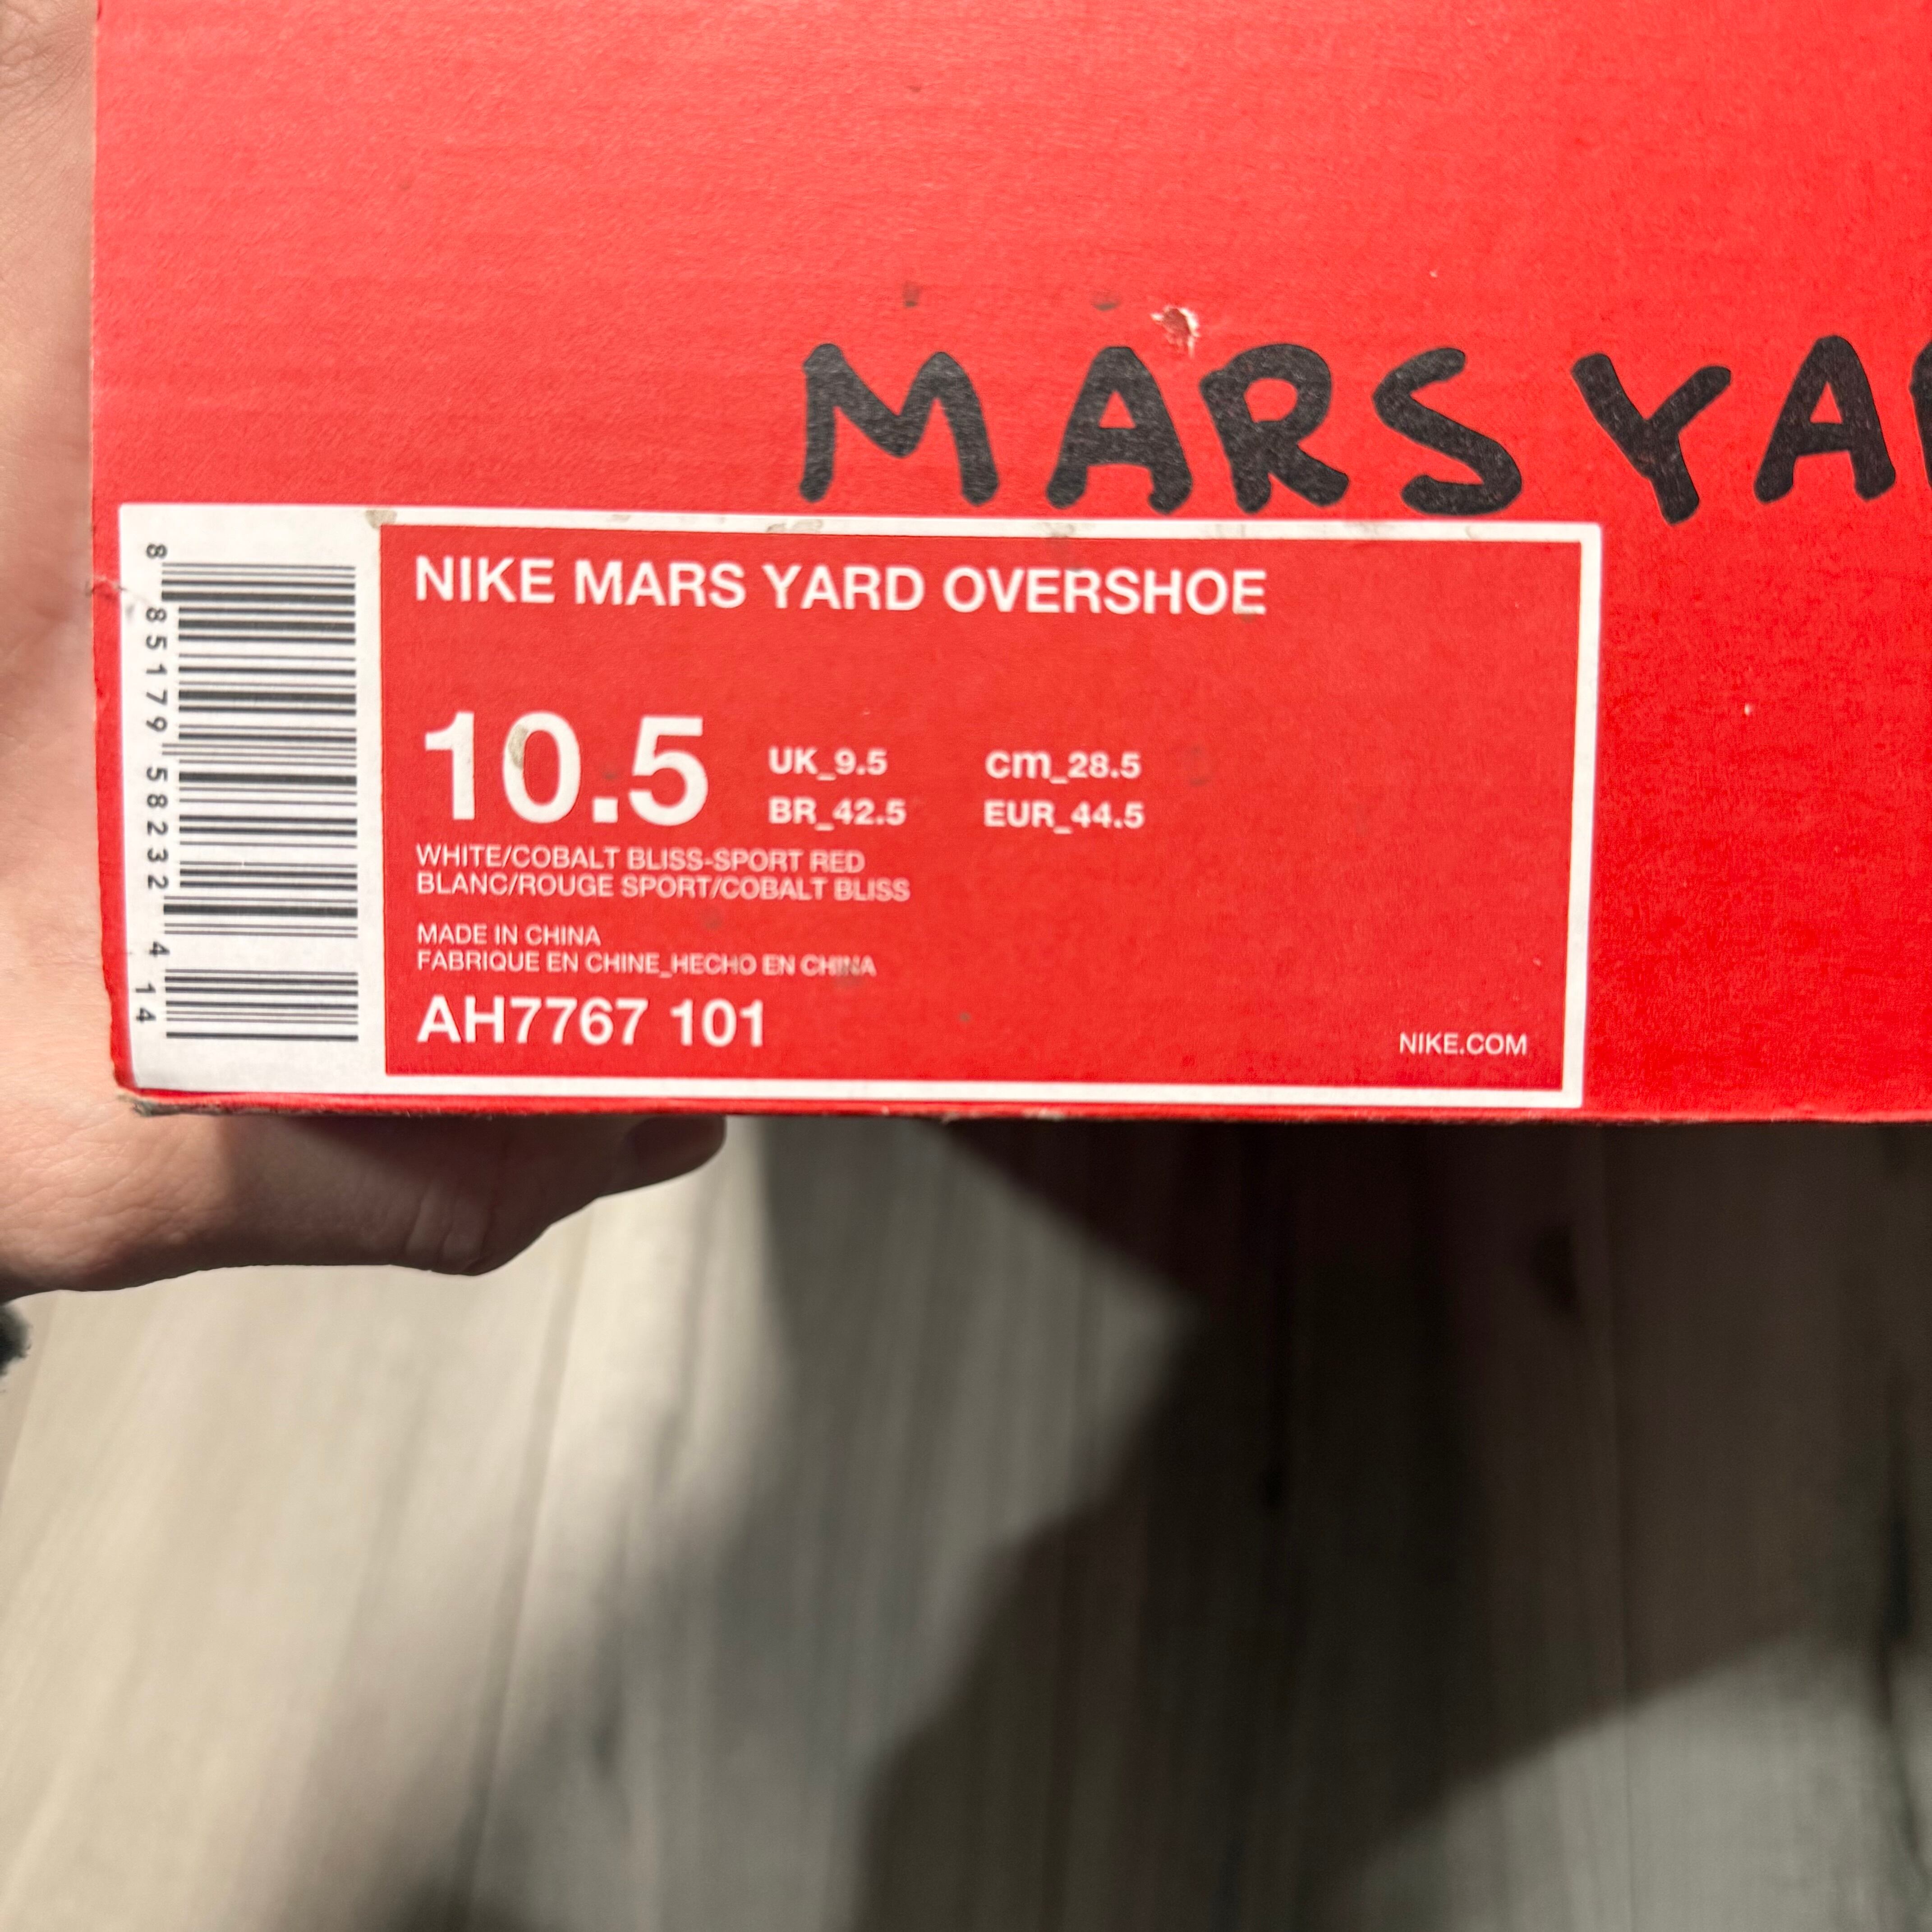 MARS YA
NIKE MARS YARD OVERSHOE
10.5
UK_9.5 cm_28.5
BR_42.5 EUR_44.5
WHITE/COBALT BLISS-SPORT RED
BLANC/ROUGE SPORT/COBALT BLISS
MADE IN CHINA
FABRIQUE EN CHINE_HECHO EN CHINA
AH7767 101
NIKE.COM
8 85179 58232 4 14